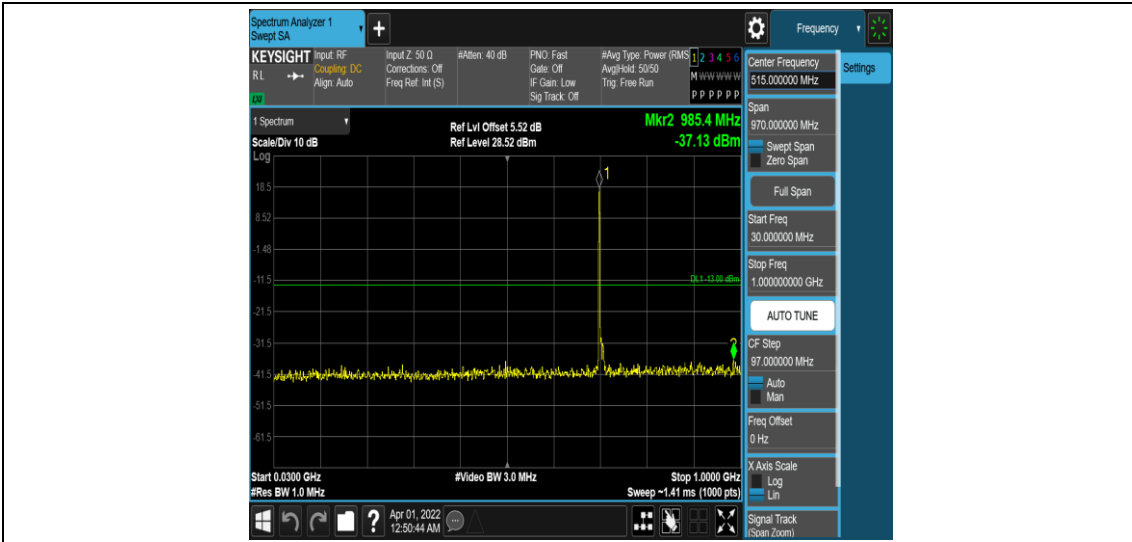 Spectrum Analyzer 1
Swept SA
Frequency
KEYSIGHT
RL
LNI
Input: RF
Coupling: DC
Align: Auto
Input Z: 50 Ω
Corrections: Off
Freq Ref: Int (S)
#Atten: 40 dB
PNO: Fast
Gate: Off
IF Gain: Low
Sig Track: Off
#Avg Type: Power (RMS
Avg|Hold: 50/50
Trig: Free Run
1 2 3 4 5 6
M W W W W W
P P P P P P
1 Spectrum
Scale/Div 10 dB
Log
Ref Lvl Offset 5.52 dB
Ref Level 28.52 dBm
Mkr2 985.4 MHz
-37.13 dBm
1
18.5
8.52
-1.48
-11.5
DL1 -13.00 dBm
-21.5
-31.5
2
-41.5
-51.5
-61.5
Start 0.0300 GHz
#Res BW 1.0 MHz
#Video BW 3.0 MHz
Stop 1.0000 GHz
Sweep ~1.41 ms (1000 pts)
?
Apr 01, 2022
12:50:44 AM
Settings
Center Frequency
515.000000 MHz
Span
970.000000 MHz
Swept Span
Zero Span
Full Span
Start Freq
30.000000 MHz
Stop Freq
1.000000000 GHz
AUTO TUNE
CF Step
97.000000 MHz
Auto
Man
Freq Offset
0 Hz
X Axis Scale
Log
Lin
Signal Track
(Span Zoom)